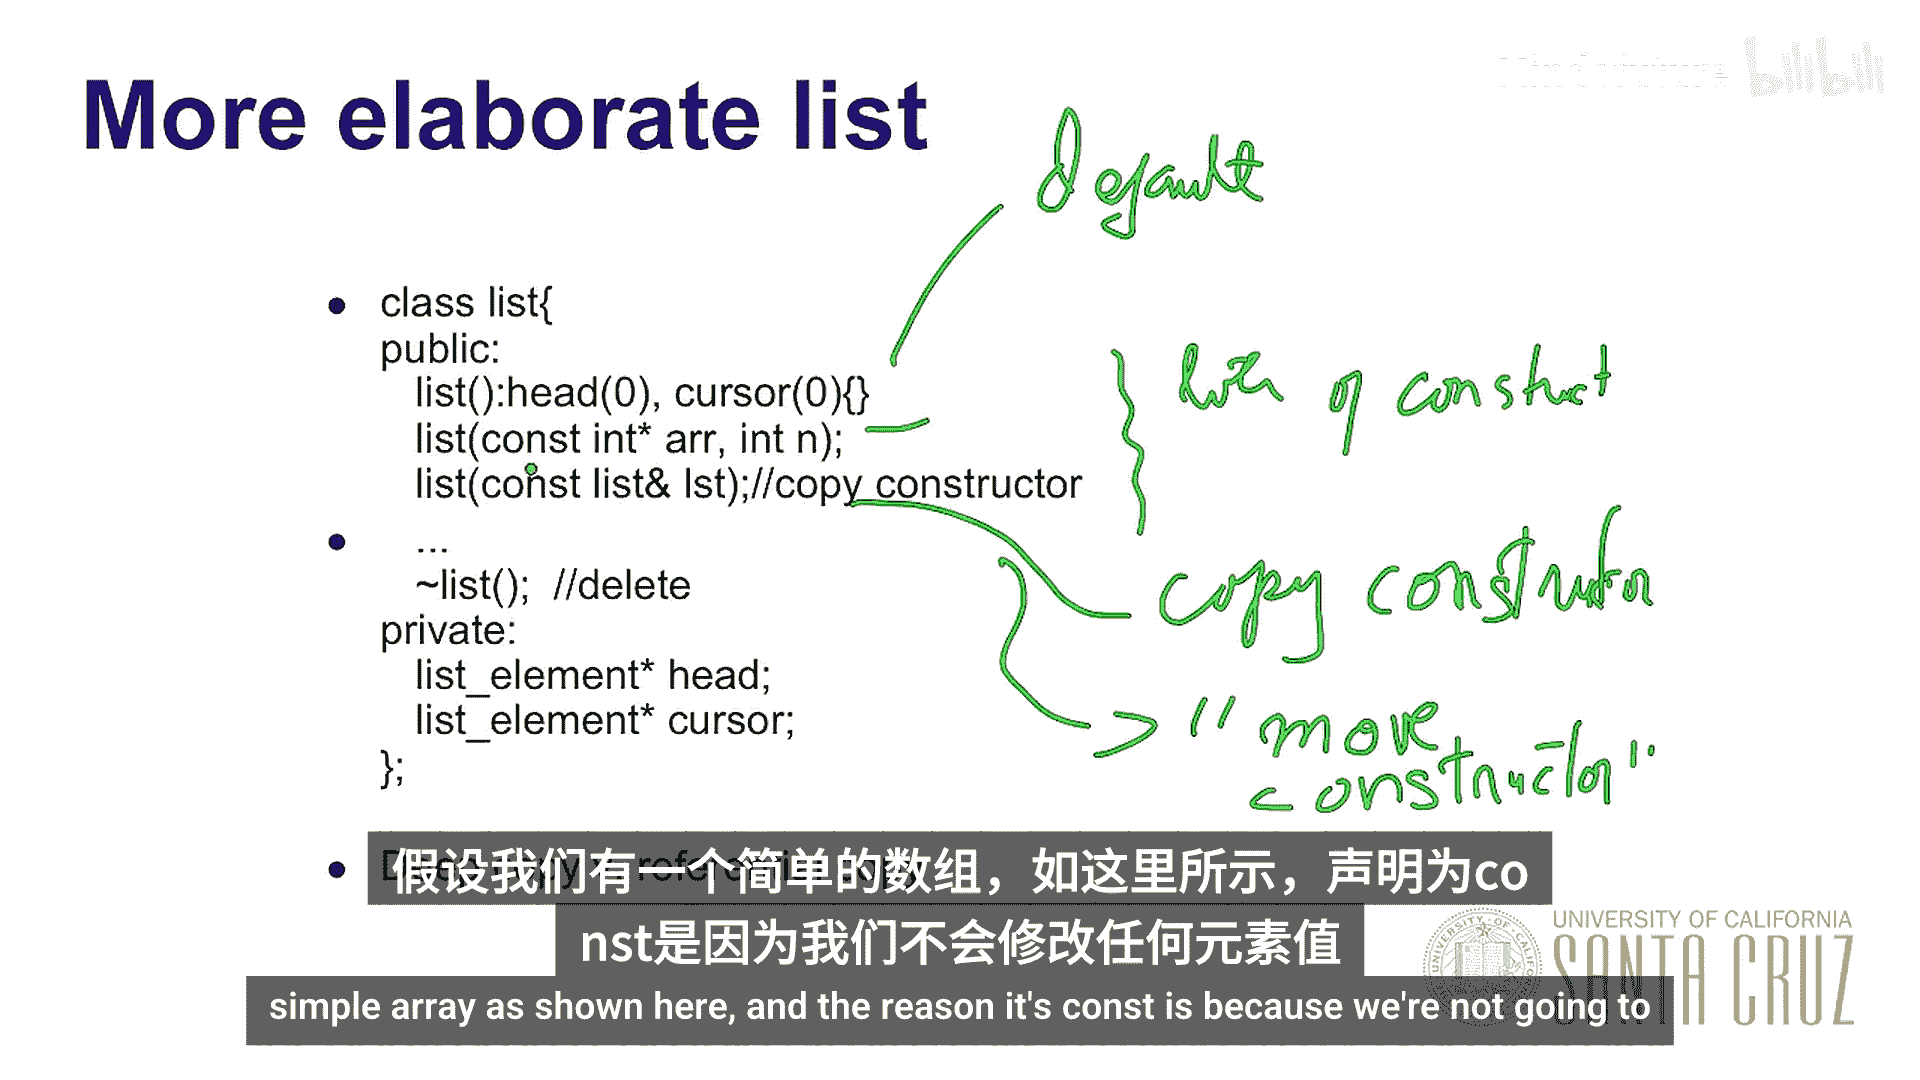 More elaborate list
bilibili
default
class list{
public:
list():head(0), cursor(0){}
list(const int* arr, int n);
list(const list& lst);//copy constructor
of construct
...
~list(); //delete
copy constructor
private:
list_element* head;
list_element* cursor;
};
"move
constructor"
假设我们有一个简单的数组，如这里所示，声明为co
nst是因为我们不会修改任何元素值
simple array as shown here, and the reason it's const is because we're not going to
UNIVERSITY OF CALIFORNIA
SANTA CRUZ